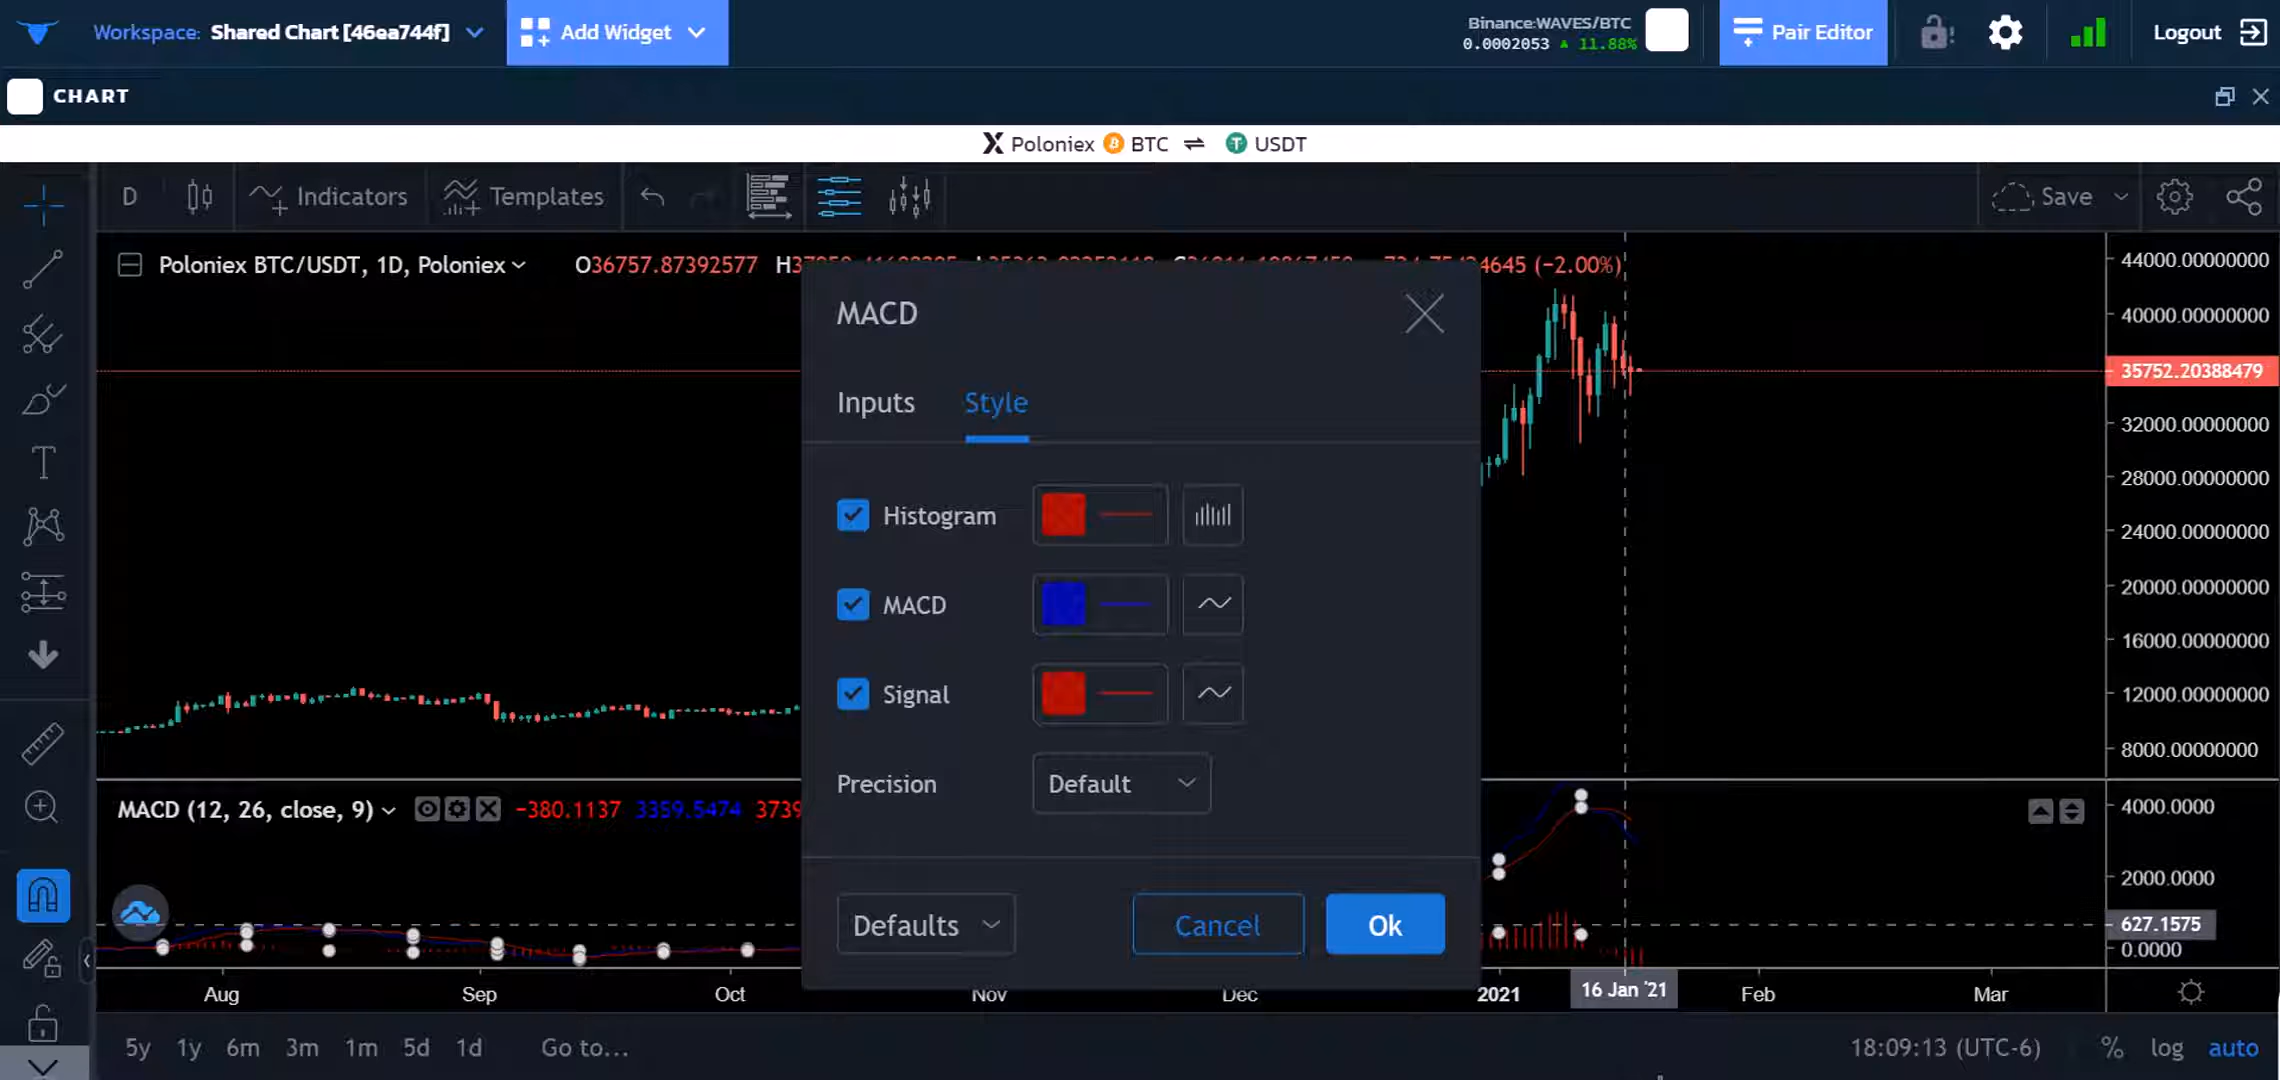 Workspace: Shared Chart [46ea744f]
Add Widget
Binance:WAVES/BTC
0.0002053 ▲ 11.88%
Pair Editor
Logout
CHART
Poloniex BTC ⇌ USDT
D
Indicators
Templates
Save
Poloniex BTC/USDT, 1D, Poloniex
O36757.87392577
4645 (−2.00%)
MACD
Inputs
Style
Histogram
MACD
Signal
Precision
Default
Defaults
Cancel
Ok
44000.00000000
40000.00000000
35752.20388479
32000.00000000
28000.00000000
24000.00000000
20000.00000000
16000.00000000
12000.00000000
8000.00000000
MACD (12, 26, close, 9)
−380.1137 3359.5474 3739
4000.0000
2000.0000
627.1575
0.0000
Aug Sep Oct Nov Dec 2021 16 Jan '21 Feb Mar
5y 1y 6m 3m 1m 5d 1d Go to...
18:09:13 (UTC-6) % log auto